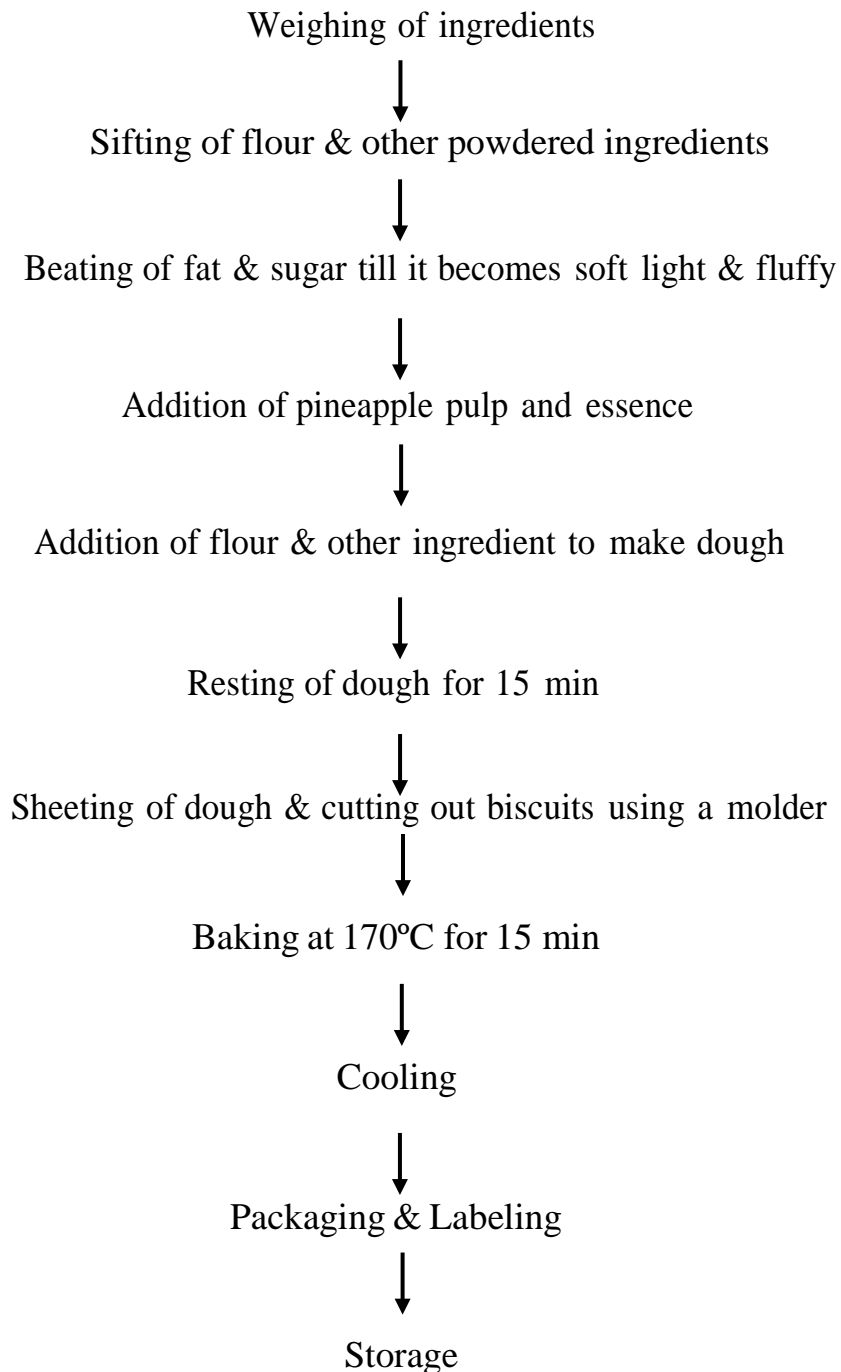 Weighing of ingredients
Sifting of flour & other powdered ingredients
Beating of fat & sugar till it becomes soft light & fluffy
Addition of pineapple pulp and essence
Addition of flour & other ingredient to make dough
Resting of dough for 15 min
Sheeting of dough & cutting out biscuits using a molder
Baking at 170ºC for 15 min
Cooling
Packaging & Labeling
Storage